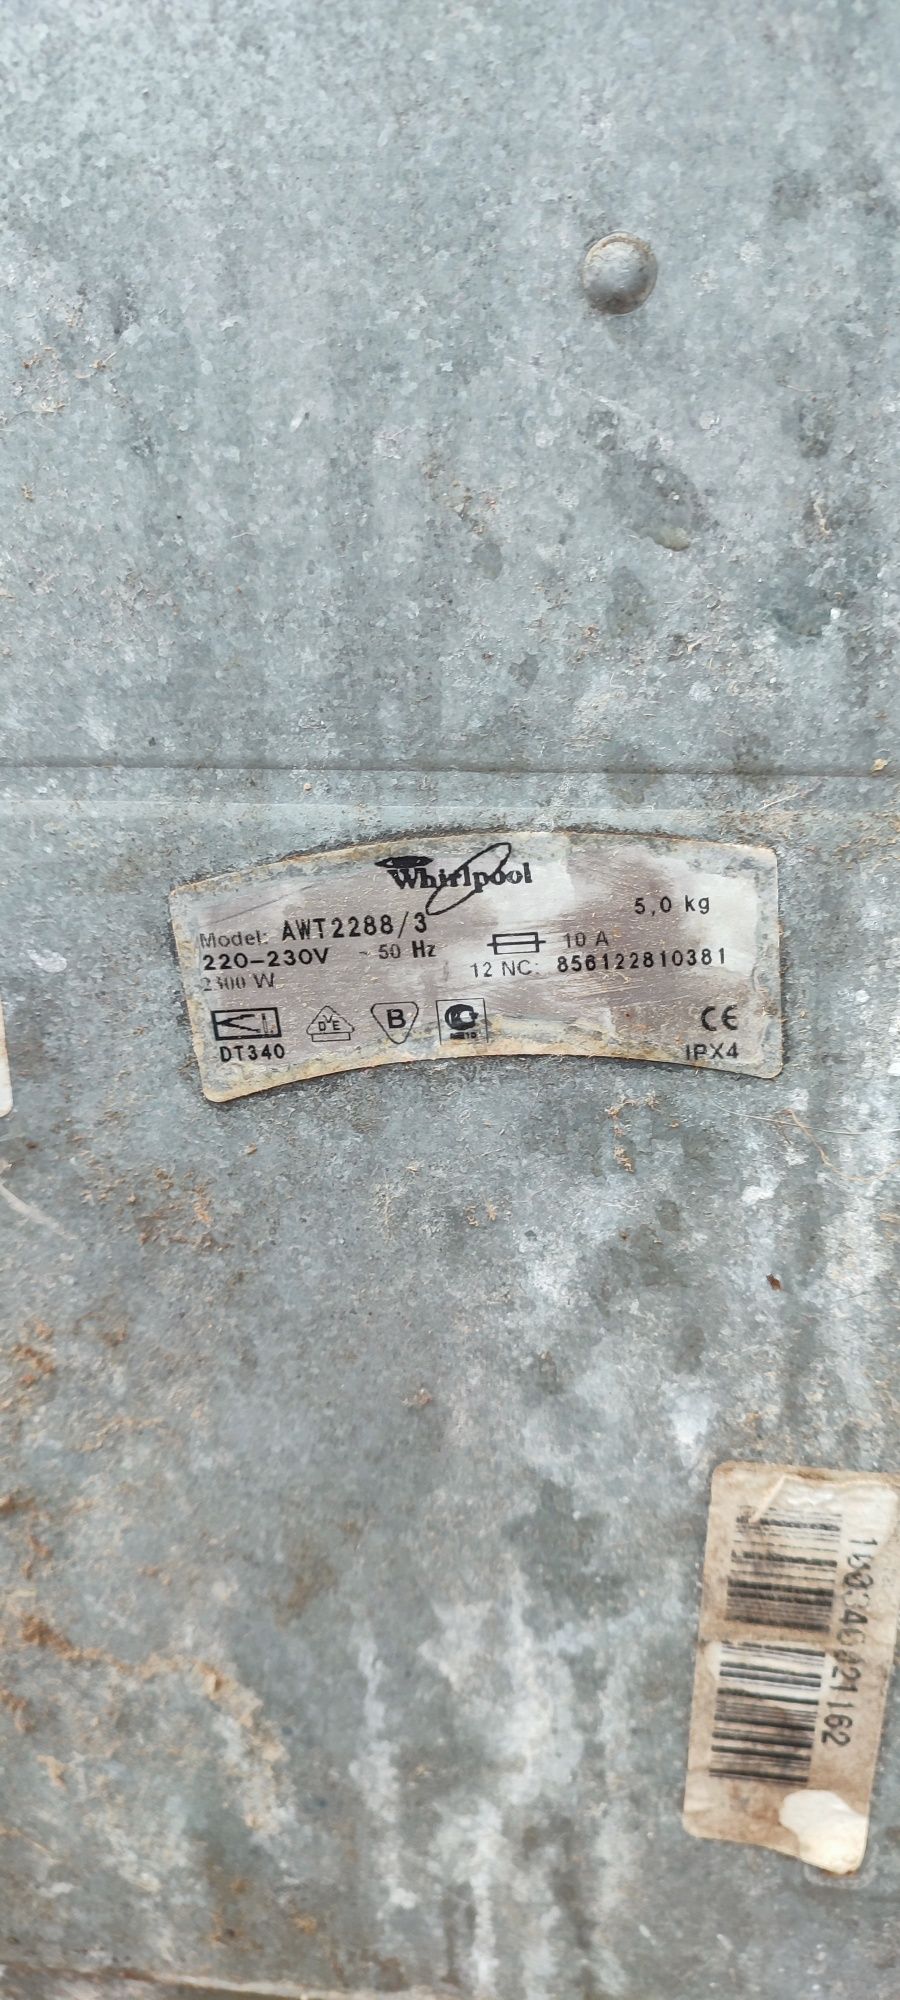 Whirlpool
5,0 kg
Model: AWT2288/3
220-230V ~ 50 Hz 10 A
2300 W 12 NC: 856122810381
DVE B CE
DT340 IPX4